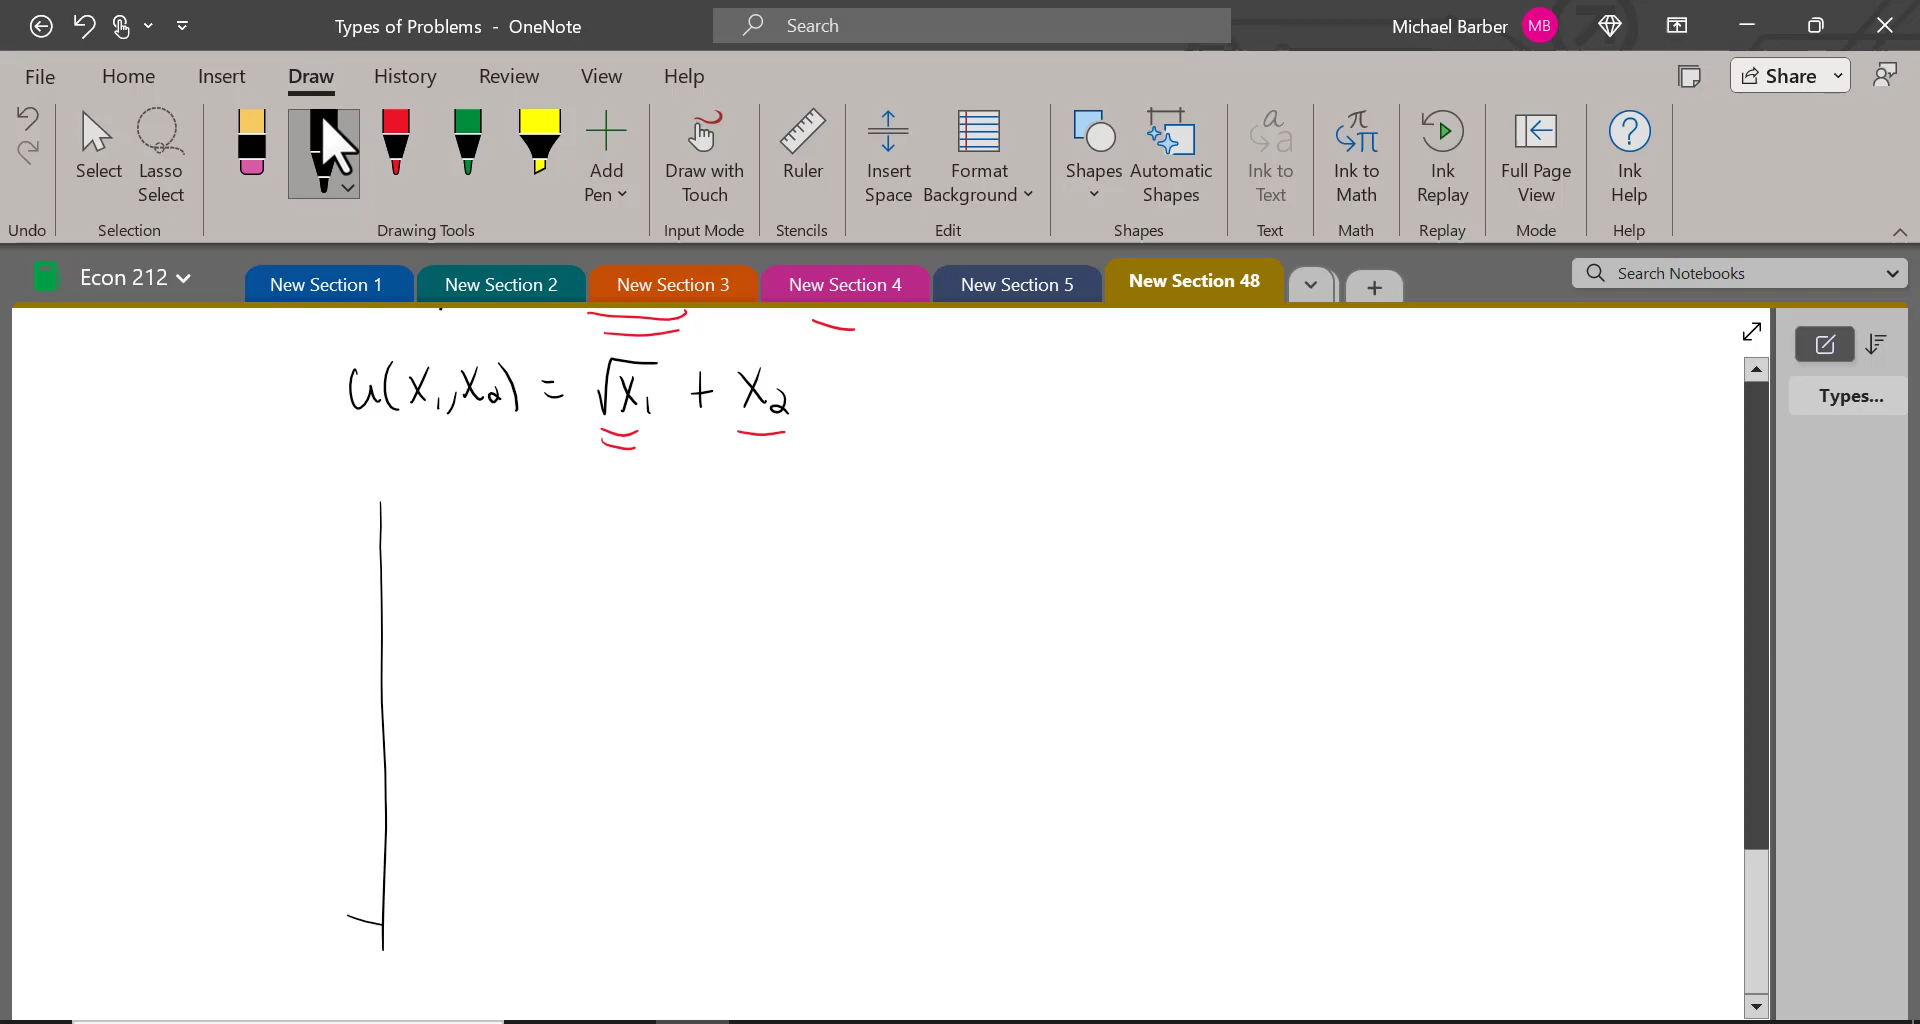 Types of Problems - OneNote
Search
Michael Barber MB
File Home Insert Draw History Review View Help
Share
Select
Lasso Select
Add Pen
Draw with Touch
Ruler
Insert Space
Format Background
Shapes
Automatic Shapes
Ink to Text
Ink to Math
Ink Replay
Full Page View
Ink Help
Undo Selection Drawing Tools Input Mode Stencils Edit Shapes Text Math Replay Mode Help
Econ 212 New Section 1 New Section 2 New Section 3 New Section 4 New Section 5 New Section 48 + Search Notebooks
Types...
u(x₁,x₂) = √x₁ + x₂